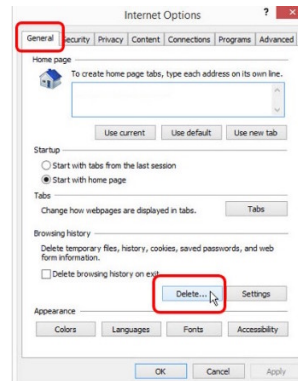 Internet Options
?
General
Security
Privacy
Content
Connections
Programs
Advanced
Home page
To create home page tabs, type each address on its own line.
Use current
Use default
Use new tab
Startup
Start with tabs from the last session
Start with home page
Tabs
Change how webpages are displayed in tabs.
Tabs
Browsing history
Delete temporary files, history, cookies, saved passwords, and web
form information.
Delete browsing history on exit
Delete...
Settings
Appearance
Colors
Languages
Fonts
Accessibility
OK
Cancel
Apply